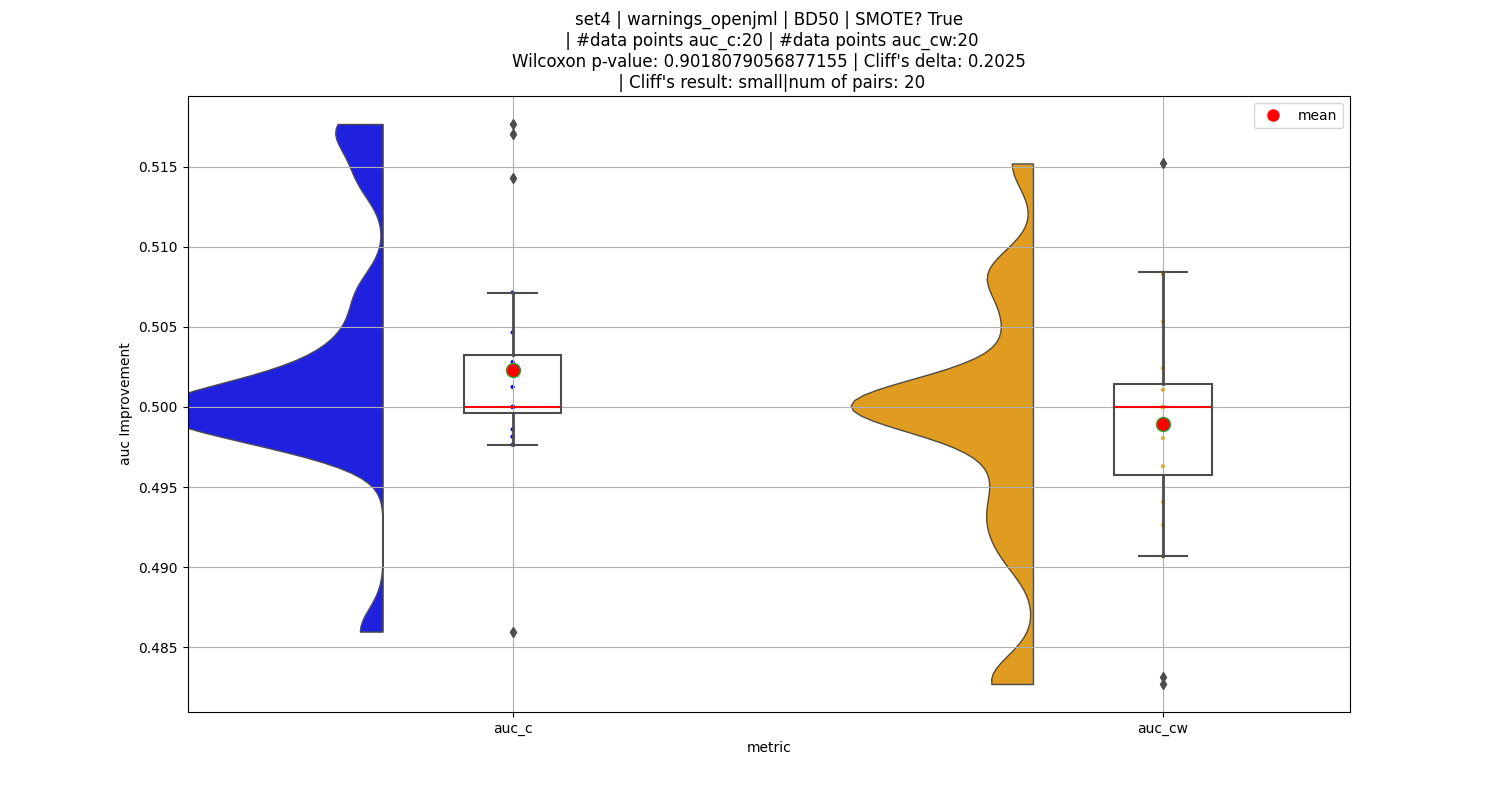 set4 | warnings_openjml | BD50 | SMOTE? True
| #data points auc_c:20 | #data points auc_cw:20
Wilcoxon p-value: 0.9018079056877155 | Cliff's delta: 0.2025
| Cliff's result: small|num of pairs: 20
mean
0.515
0.510
0.505
0.500
0.495
0.490
0.485
auc Improvement
auc_c
auc_cw
metric